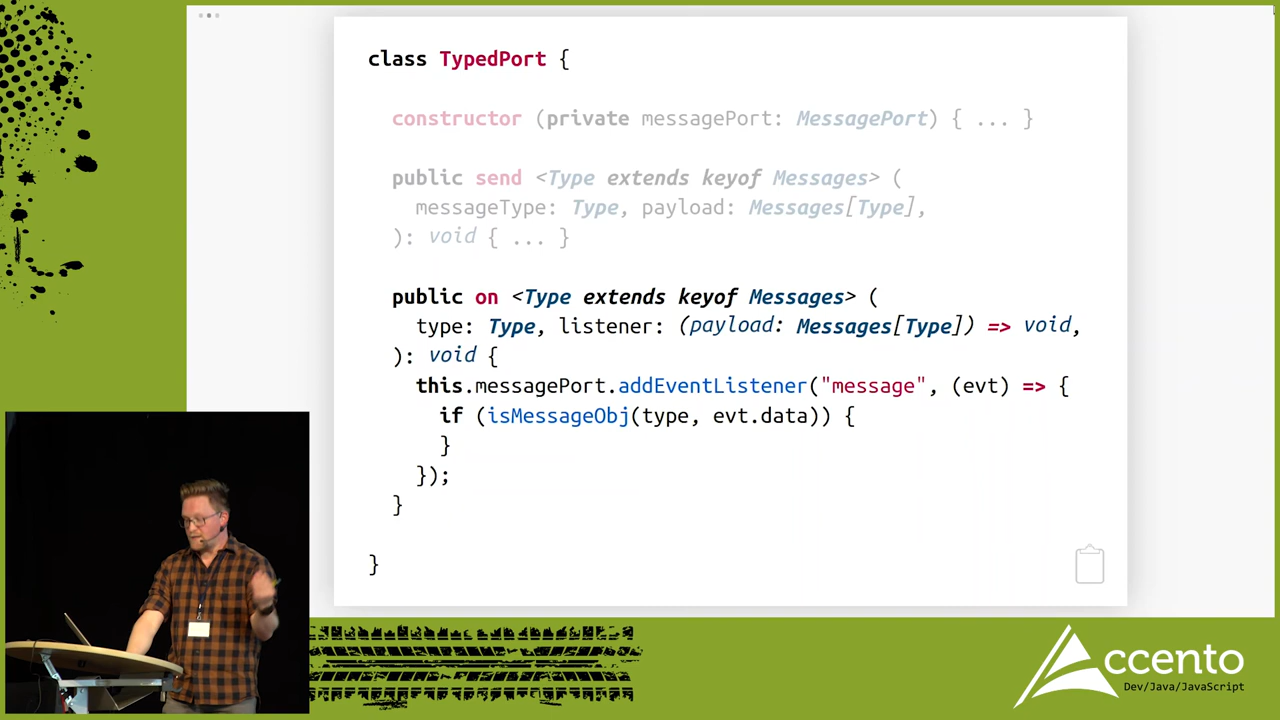 class TypedPort {
constructor (private messagePort: MessagePort) { ... }
public send <Type extends keyof Messages> (
messageType: Type, payload: Messages[Type],
): void { ... }
public on <Type extends keyof Messages> (
type: Type, listener: (payload: Messages[Type]) => void,
): void {
this.messagePort.addEventListener("message", (evt) => {
if (isMessageObj(type, evt.data)) {
}
});
}
}
ccento
Dev/Java/JavaScript